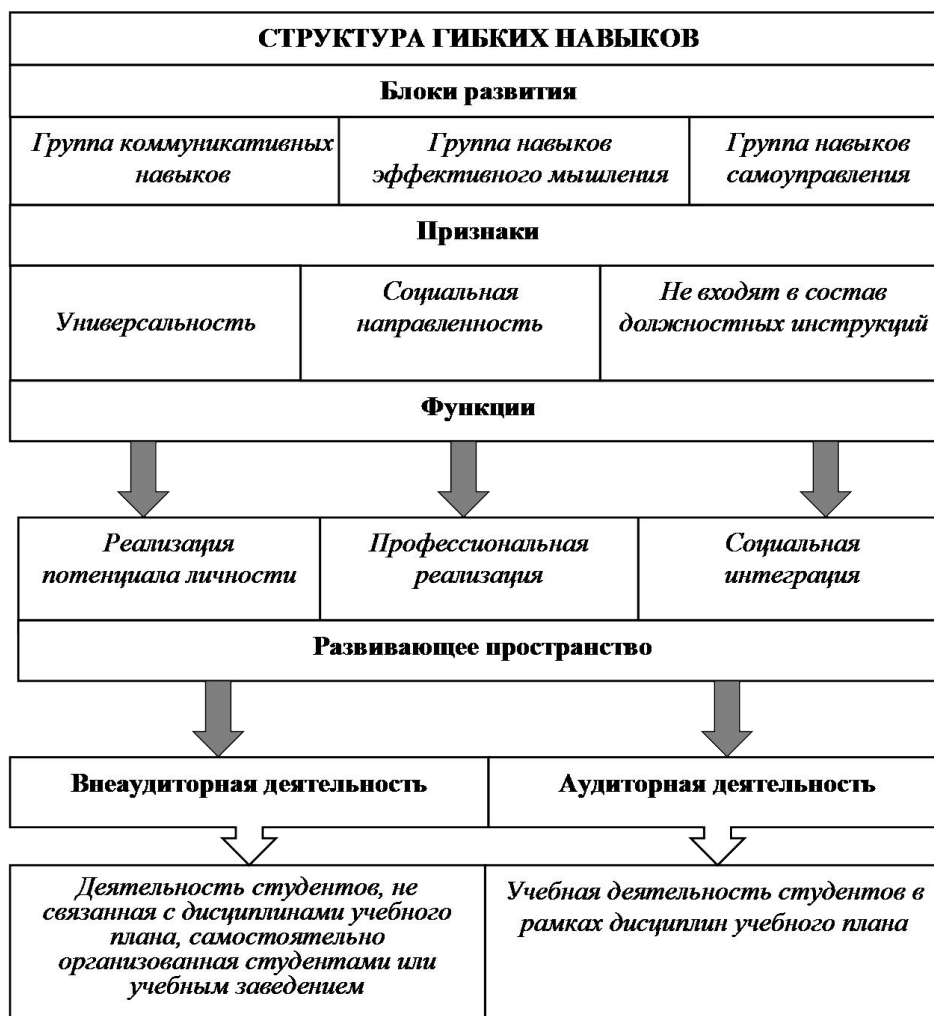 СТРУКТУРА ГИБКИХ НАВЫКОВ
Блоки развития
Группа коммуникативных
навыков
Группа навыков
эффективного мышления
Группа навыков
самоуправления
Признаки
Универсальность
Социальная
направленность
Не входят в состав
должностных инструкций
Функции
Реализация
потенциала личности
Профессиональная
реализация
Социальная
интеграция
Развивающее пространство
Внеаудиторная деятельность
Аудиторная деятельность
Деятельность студентов, не
связанная с дисциплинами учебного
плана, самостоятельно
организованная студентами или
учебным заведением
Учебная деятельность студентов в
рамках дисциплин учебного плана